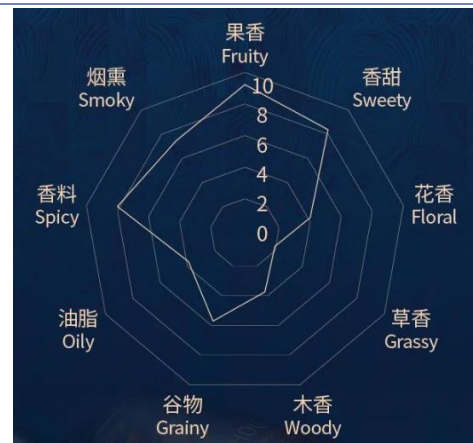 果香
Fruity
烟熏
Smoky
香甜
Sweety
10
8
6
4
2
0
香料
Spicy
花香
Floral
油脂
Oily
草香
Grassy
谷物
Grainy
木香
Woody